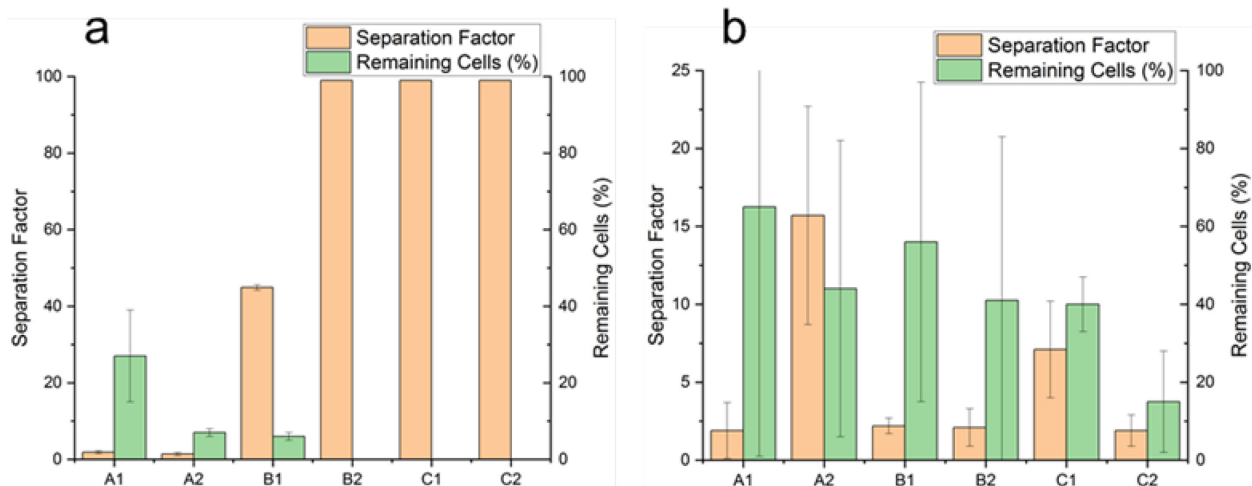 a
Separation Factor
Remaining Cells (%)
100
80
60
40
20
0
Separation Factor
100
80
60
40
20
0
Remaining Cells (%)
A1 A2 B1 B2 C1 C2
b
Separation Factor
Remaining Cells (%)
25
20
15
10
5
0
Separation Factor
100
80
60
40
20
0
Remaining Cells (%)
A1 A2 B1 B2 C1 C2